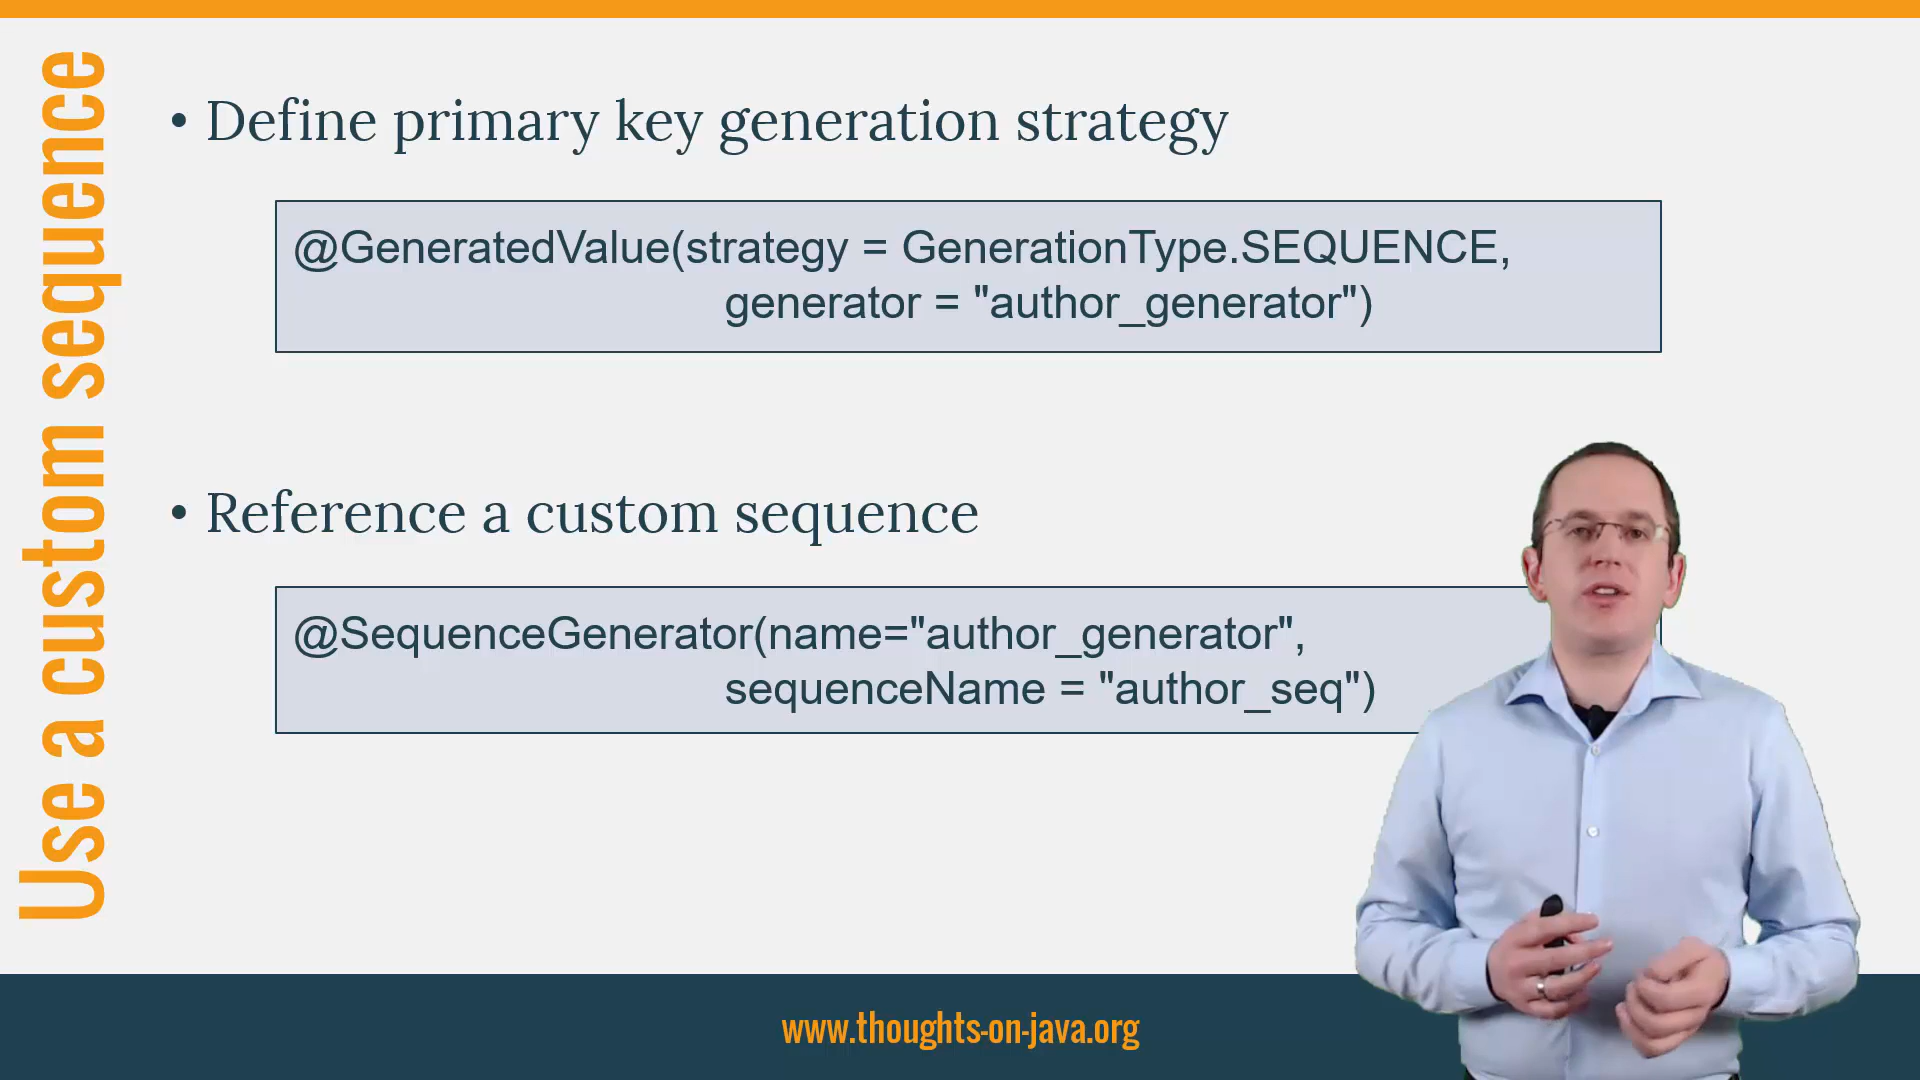 Use a custom sequence
• Define primary key generation strategy
@GeneratedValue(strategy = GenerationType.SEQUENCE,
generator = "author_generator")
• Reference a custom sequence
@SequenceGenerator(name="author_generator",
sequenceName = "author_seq")
www.thoughts-on-java.org